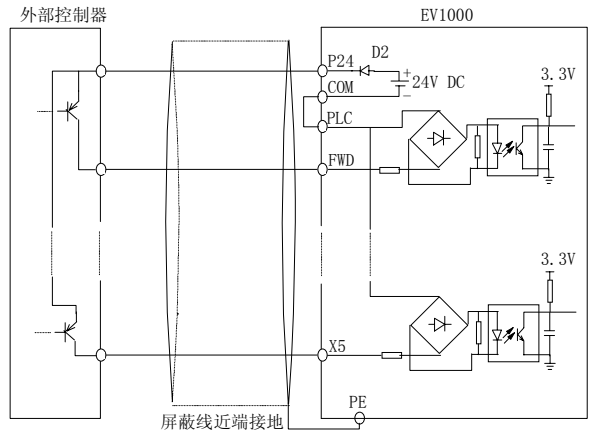 外部控制器
EV1000
P24
D2
+
24V DC
−
COM
PLC
3.3V
FWD
3.3V
X5
PE
屏蔽线近端接地